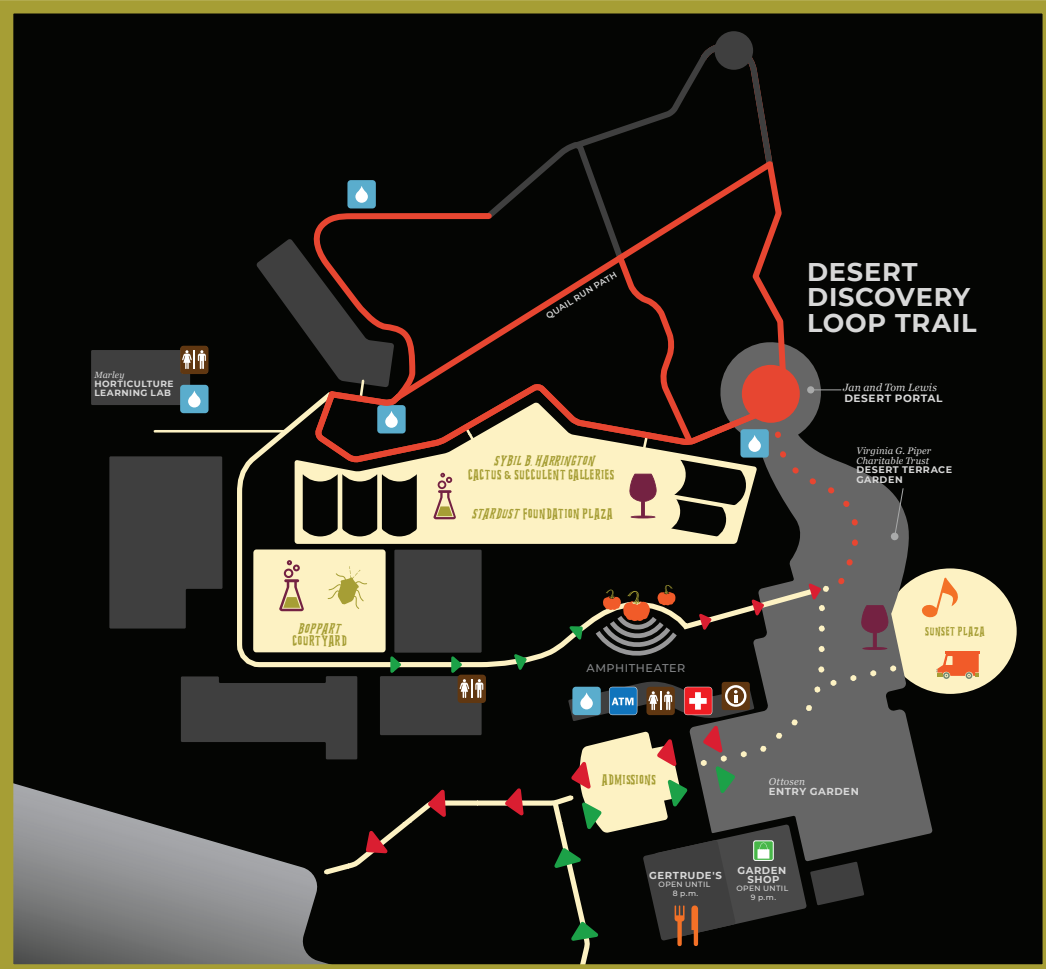 DESERT
DISCOVERY
LOOP TRAIL
QUAIL RUN PATH
Marley
HORTICULTURE
LEARNING LAB
Jan and Tom Lewis
DESERT PORTAL
Virginia G. Piper
Charitable Trust
DESERT TERRACE
GARDEN
SYBIL B. HARRINGTON
CACTUS & SUCCULENT GALLERIES
STARDUST FOUNDATION PLAZA
BOPPART
COURTYARD
SUNSET PLAZA
AMPHITHEATER
ATM
ADMISSIONS
Ottosen
ENTRY GARDEN
GERTRUDE'S
OPEN UNTIL
8 p.m.
GARDEN
SHOP
OPEN UNTIL
9 p.m.